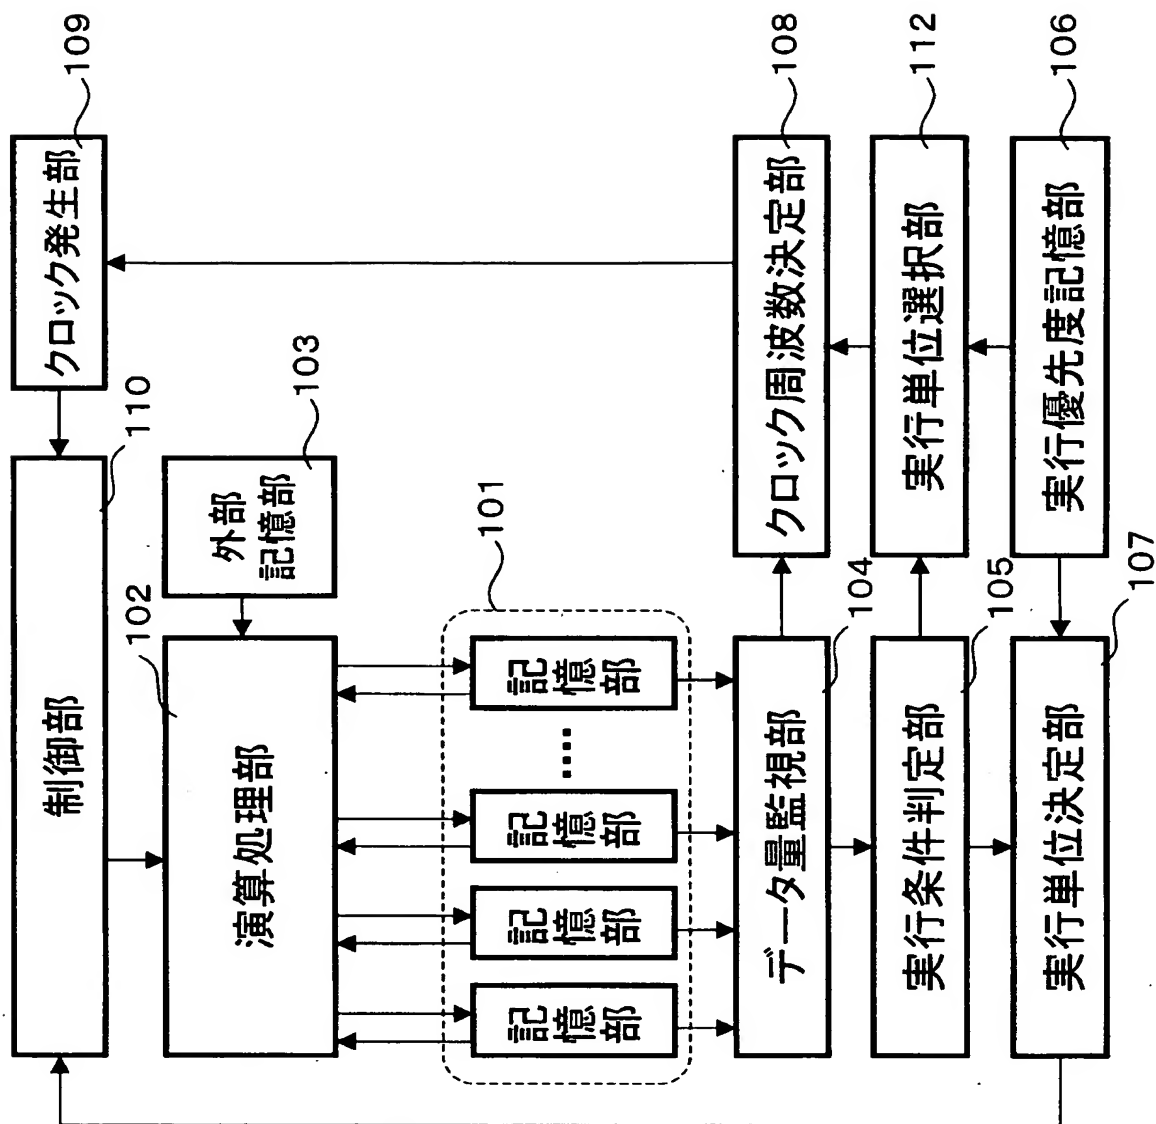 制御部
110
クロック発生部
109
演算処理部
102
外部
記憶部
103
101
記憶部
記憶部
・・・・
記憶部
記憶部
データ量監視部
104
クロック周波数決定部
108
実行条件判定部
105
実行単位選択部
112
実行単位決定部
107
実行優先度記憶部
106